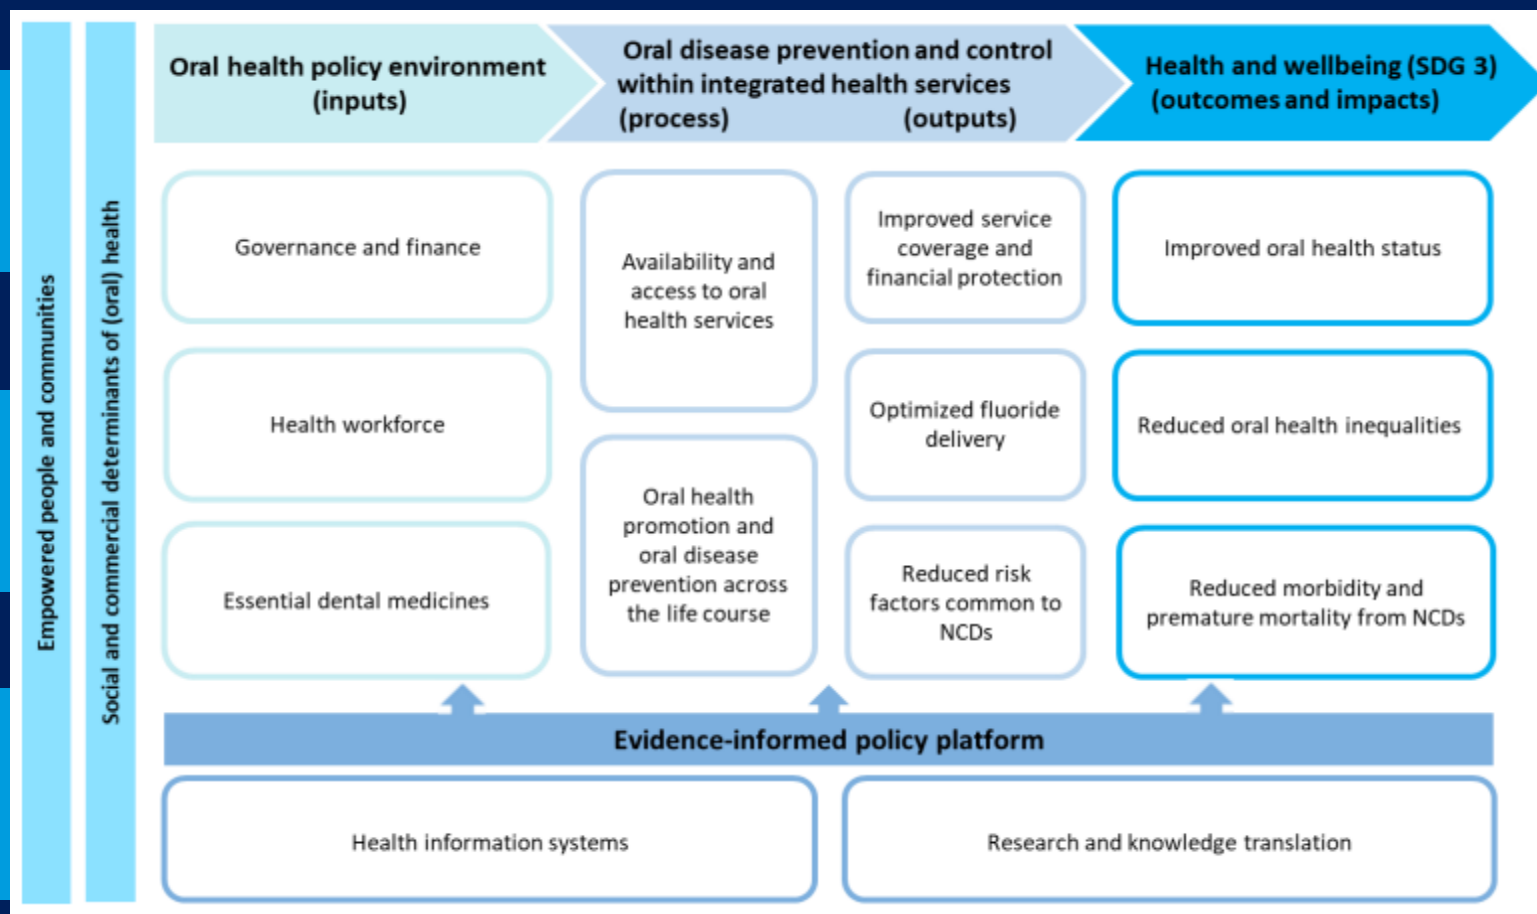 Empowered people and communities
Social and commercial determinants of (oral) health
Oral health policy environment
(inputs)
Oral disease prevention and control
within integrated health services
(process) (outputs)
Health and wellbeing (SDG 3)
(outcomes and impacts)
Governance and finance
Health workforce
Essential dental medicines
Availability and
access to oral
health services
Oral health
promotion and
oral disease
prevention across
the life course
Improved service
coverage and
financial protection
Optimized fluoride
delivery
Reduced risk
factors common to
NCDs
Improved oral health status
Reduced oral health inequalities
Reduced morbidity and
premature mortality from NCDs
Evidence-informed policy platform
Health information systems
Research and knowledge translation